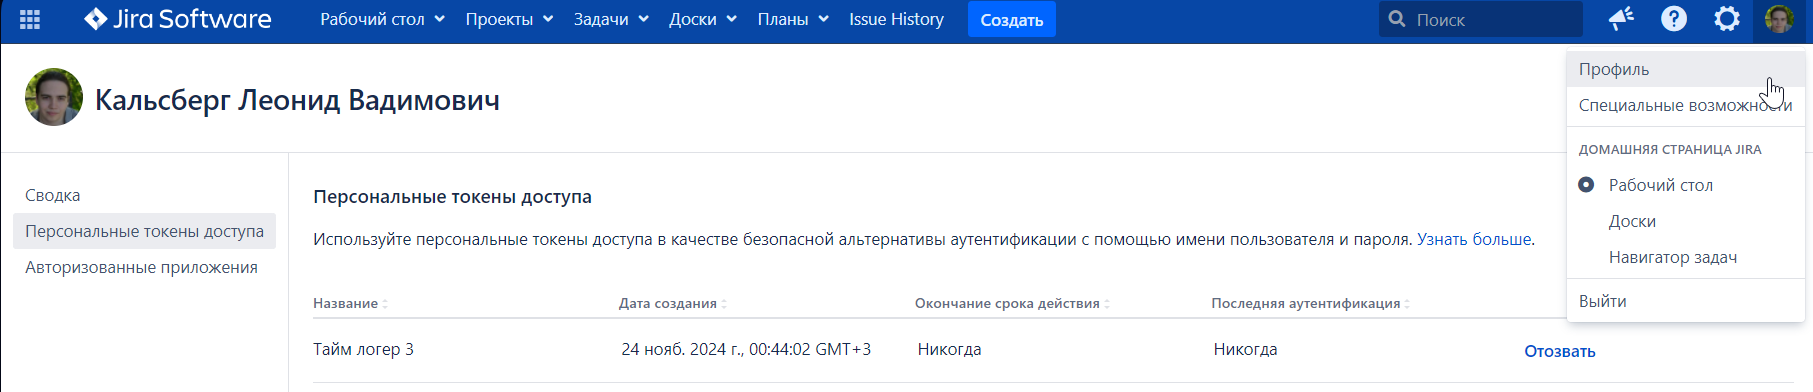 Jira Software Рабочий стол Проекты Задачи Доски Планы Issue History Создать Поиск
Кальсберг Леонид Вадимович
Профиль
Специальные возможности
ДОМАШНЯЯ СТРАНИЦА JIRA
Рабочий стол
Доски
Навигатор задач
Выйти
Сводка
Персональные токены доступа
Авторизованные приложения
Персональные токены доступа
Используйте персональные токены доступа в качестве безопасной альтернативы аутентификации с помощью имени пользователя и пароля. Узнать больше.
Название Дата создания Окончание срока действия Последняя аутентификация
Тайм логер 3 24 нояб. 2024 г., 00:44:02 GMT+3 Никогда Никогда Отозвать